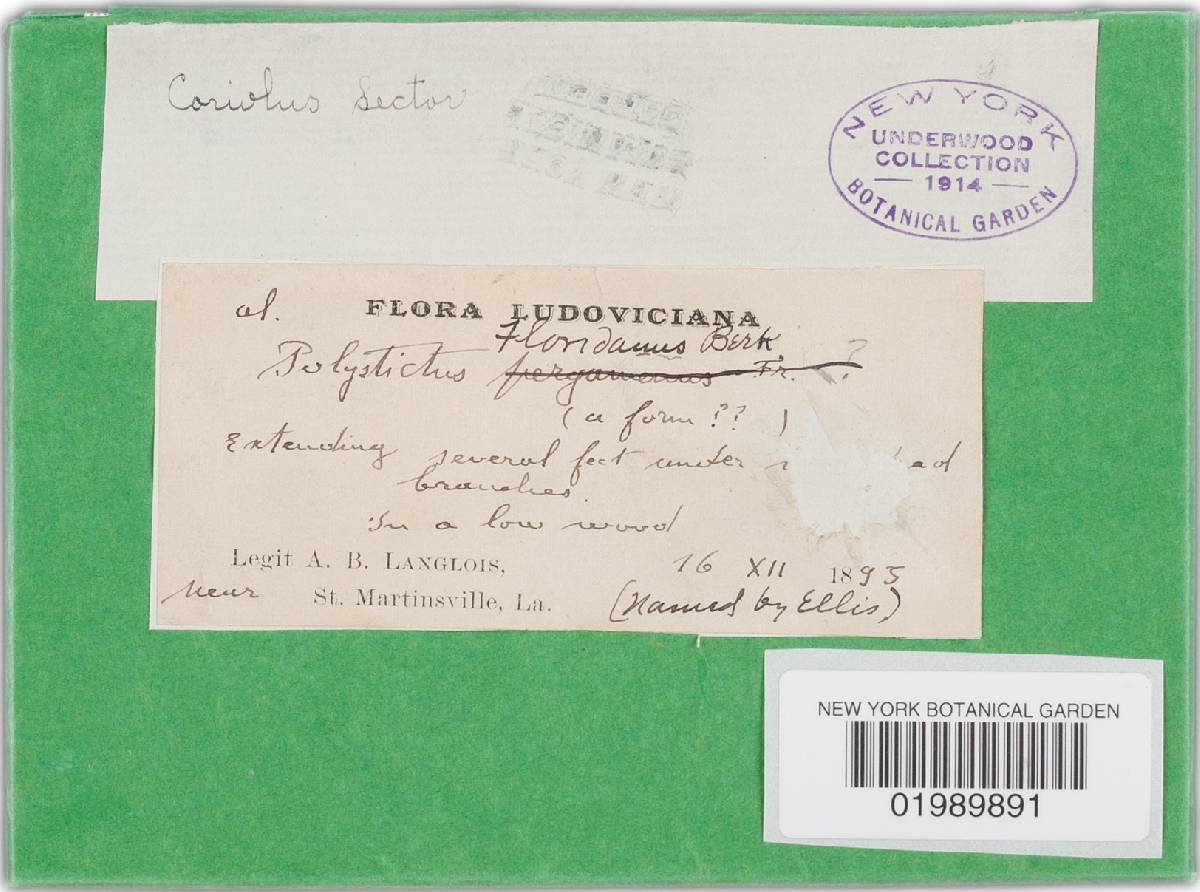 Coriolus Sector
NEW YORK
UNDERWOOD
COLLECTION
— 1914 —
BOTANICAL GARDEN
al. FLORA LUDOVICIANA
Floridanus Berk
Polystictus pergamenus Fr. ?
(a form ?? )
Extending several feet under
branches.
In a low wood
Legit A. B. LANGLOIS, 16 XII 1895
near St. Martinsville, La. (named by Ellis)
NEW YORK BOTANICAL GARDEN
01989891